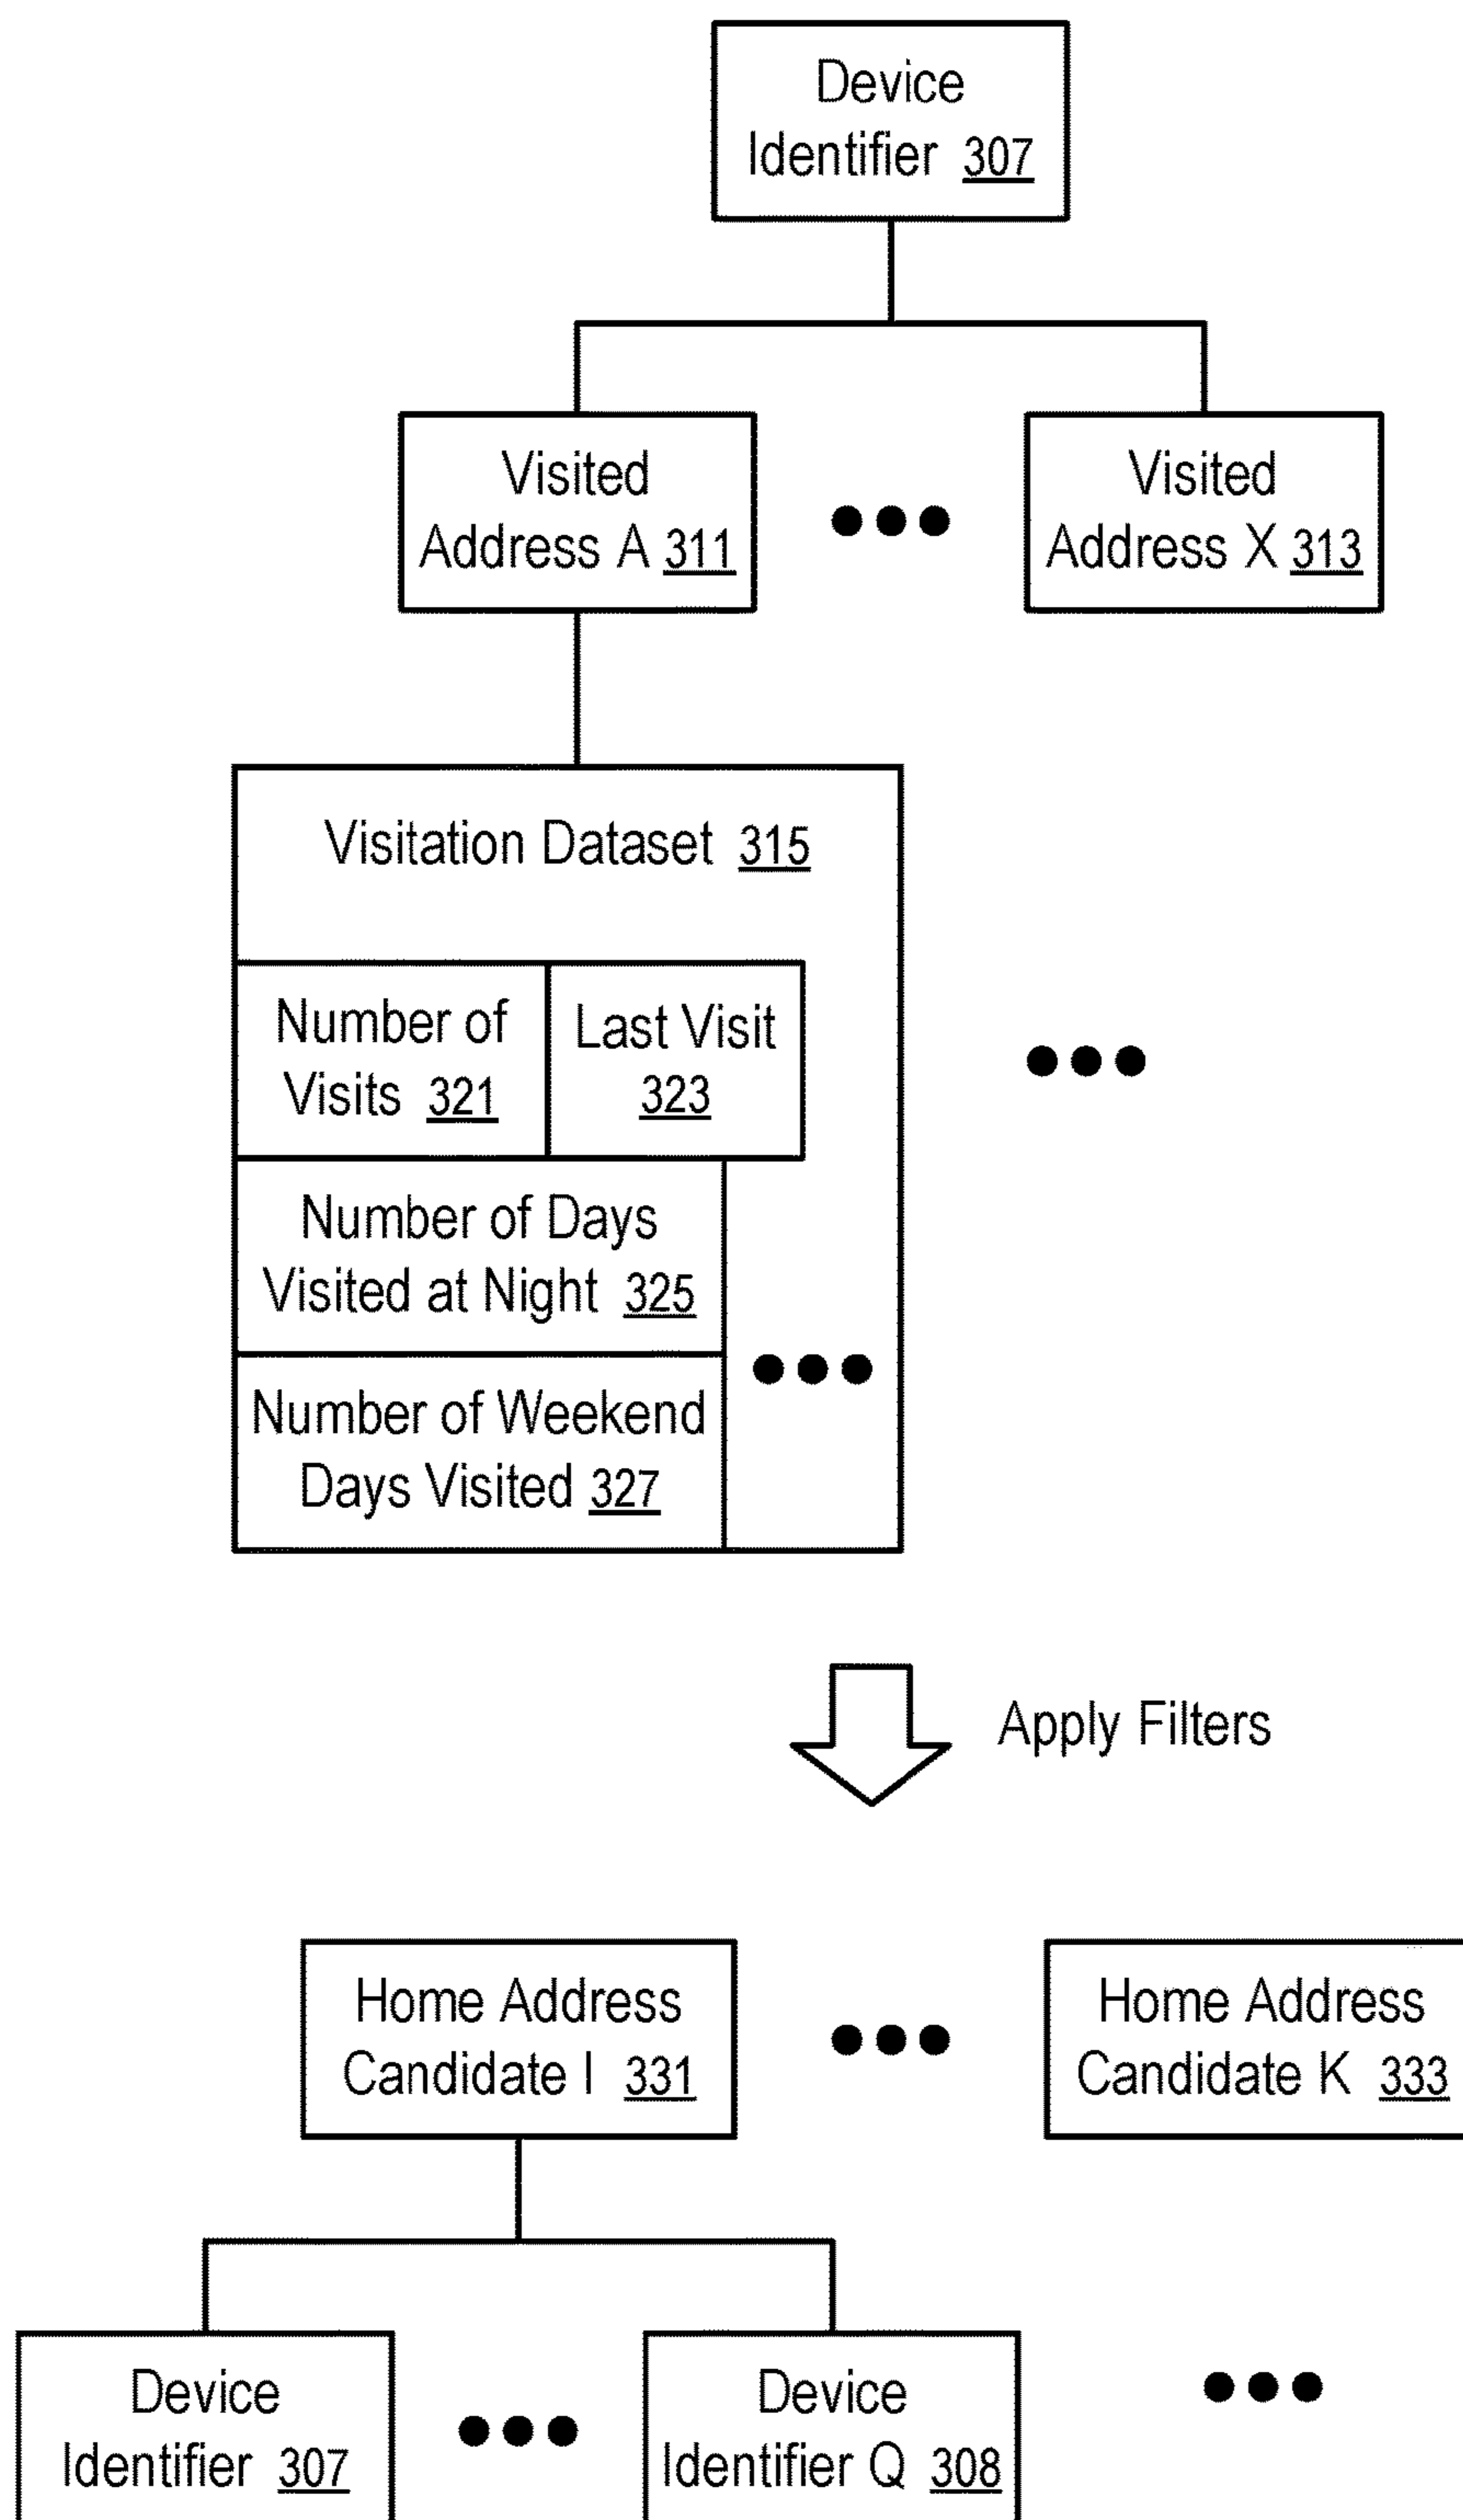 Device
Identifier 307
Visited
Address A 311
Visited
Address X 313
Visitation Dataset 315
Number of
Visits 321
Last Visit
323
Number of Days
Visited at Night 325
Number of Weekend
Days Visited 327
Apply Filters
Home Address
Candidate I 331
Home Address
Candidate K 333
Device
Identifier 307
Device
Identifier Q 308